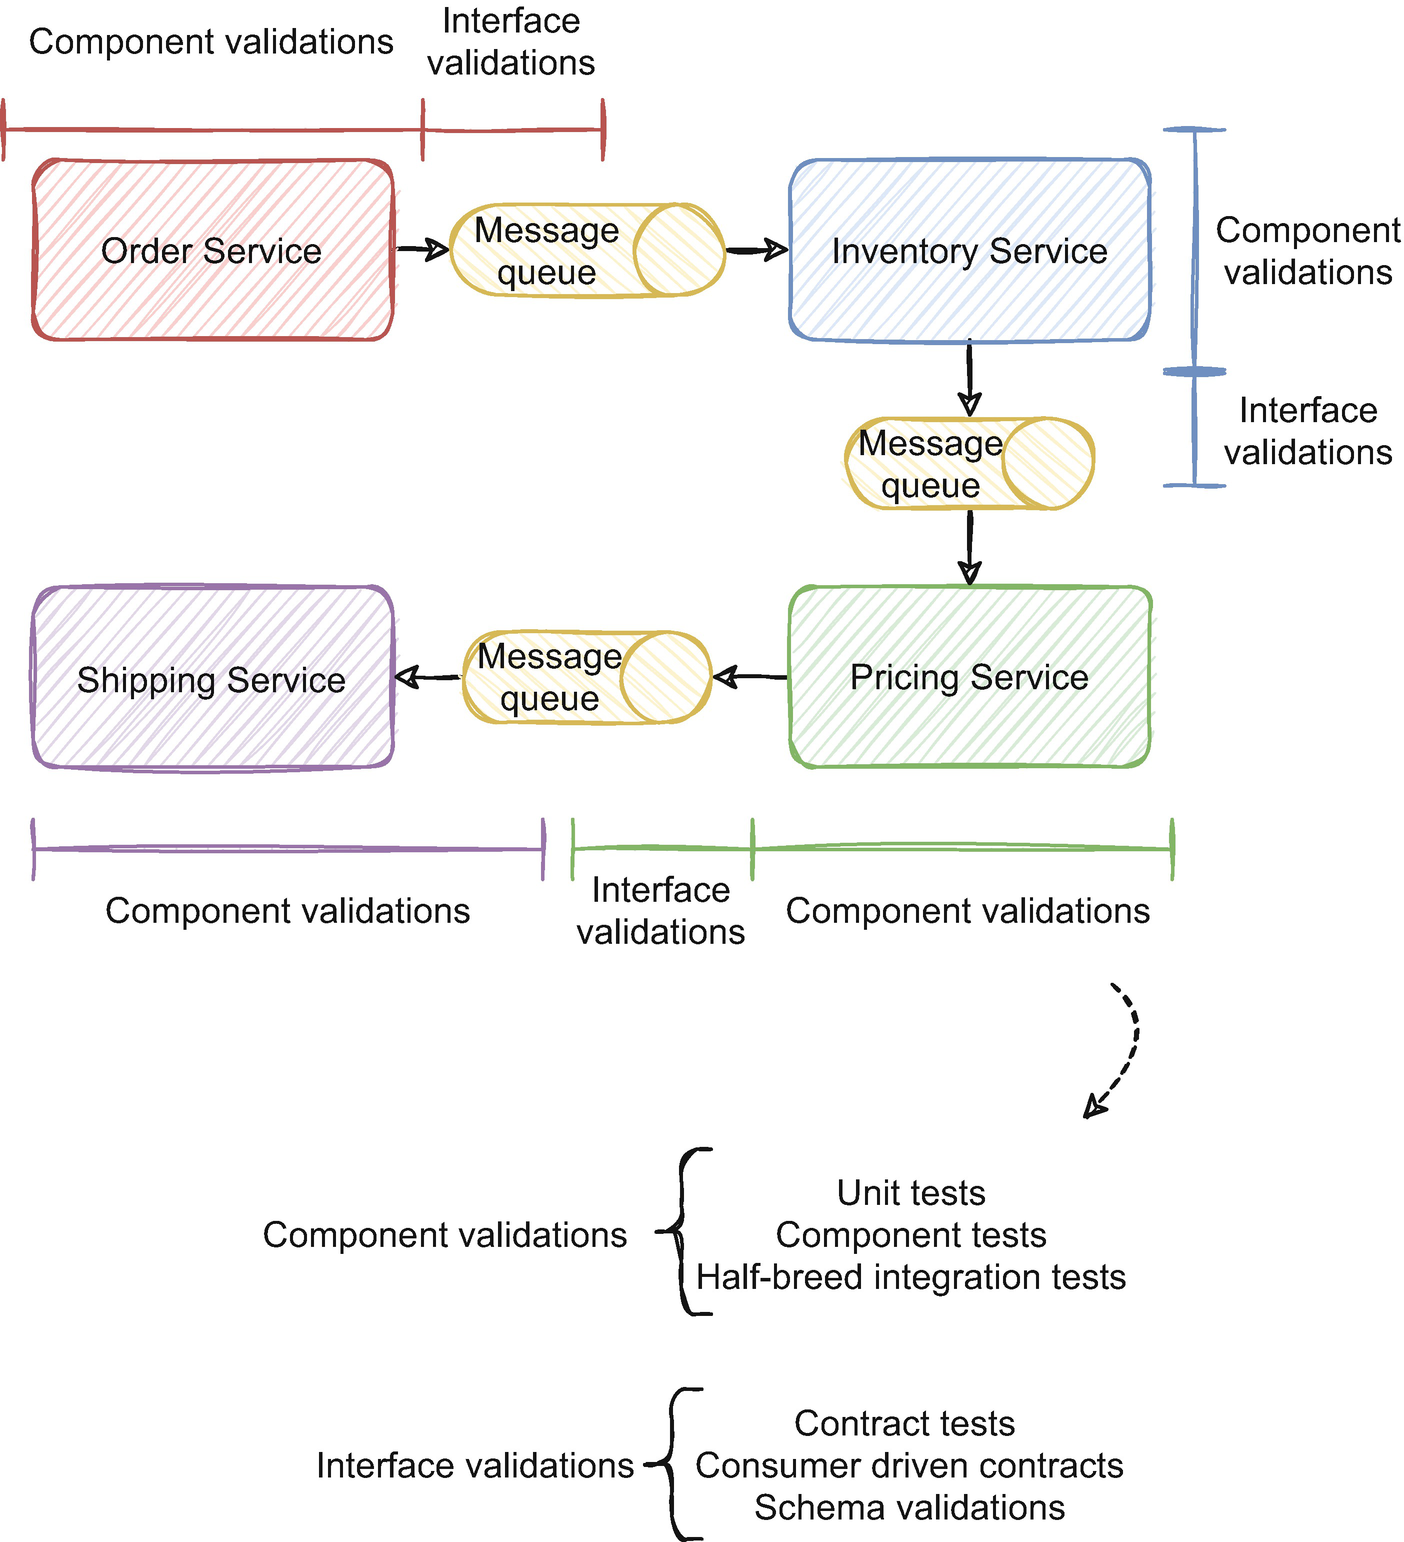 Component validations
Interface
validations
Order Service
Message
queue
Inventory Service
Component
validations
Message
queue
Interface
validations
Shipping Service
Message
queue
Pricing Service
Component validations
Interface
validations
Component validations
Component validations
Unit tests
Component tests
Half-breed integration tests
Interface validations
Contract tests
Consumer driven contracts
Schema validations